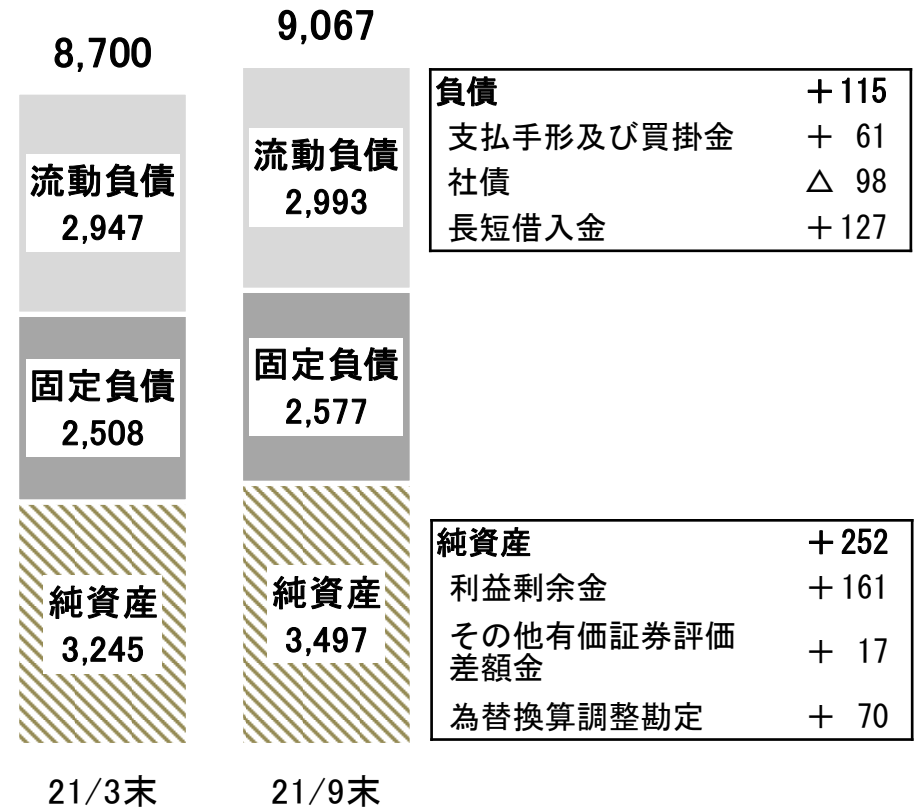 8,700
流動負債
2,947
固定負債
2,508
純資産
3,245
21/3末
9,067
流動負債
2,993
固定負債
2,577
純資産
3,497
21/9末
負債 ＋115
支払手形及び買掛金 ＋ 61
社債 △ 98
長短借入金 ＋127
純資産 ＋252
利益剰余金 ＋161
その他有価証券評価
差額金 ＋ 17
為替換算調整勘定 ＋ 70